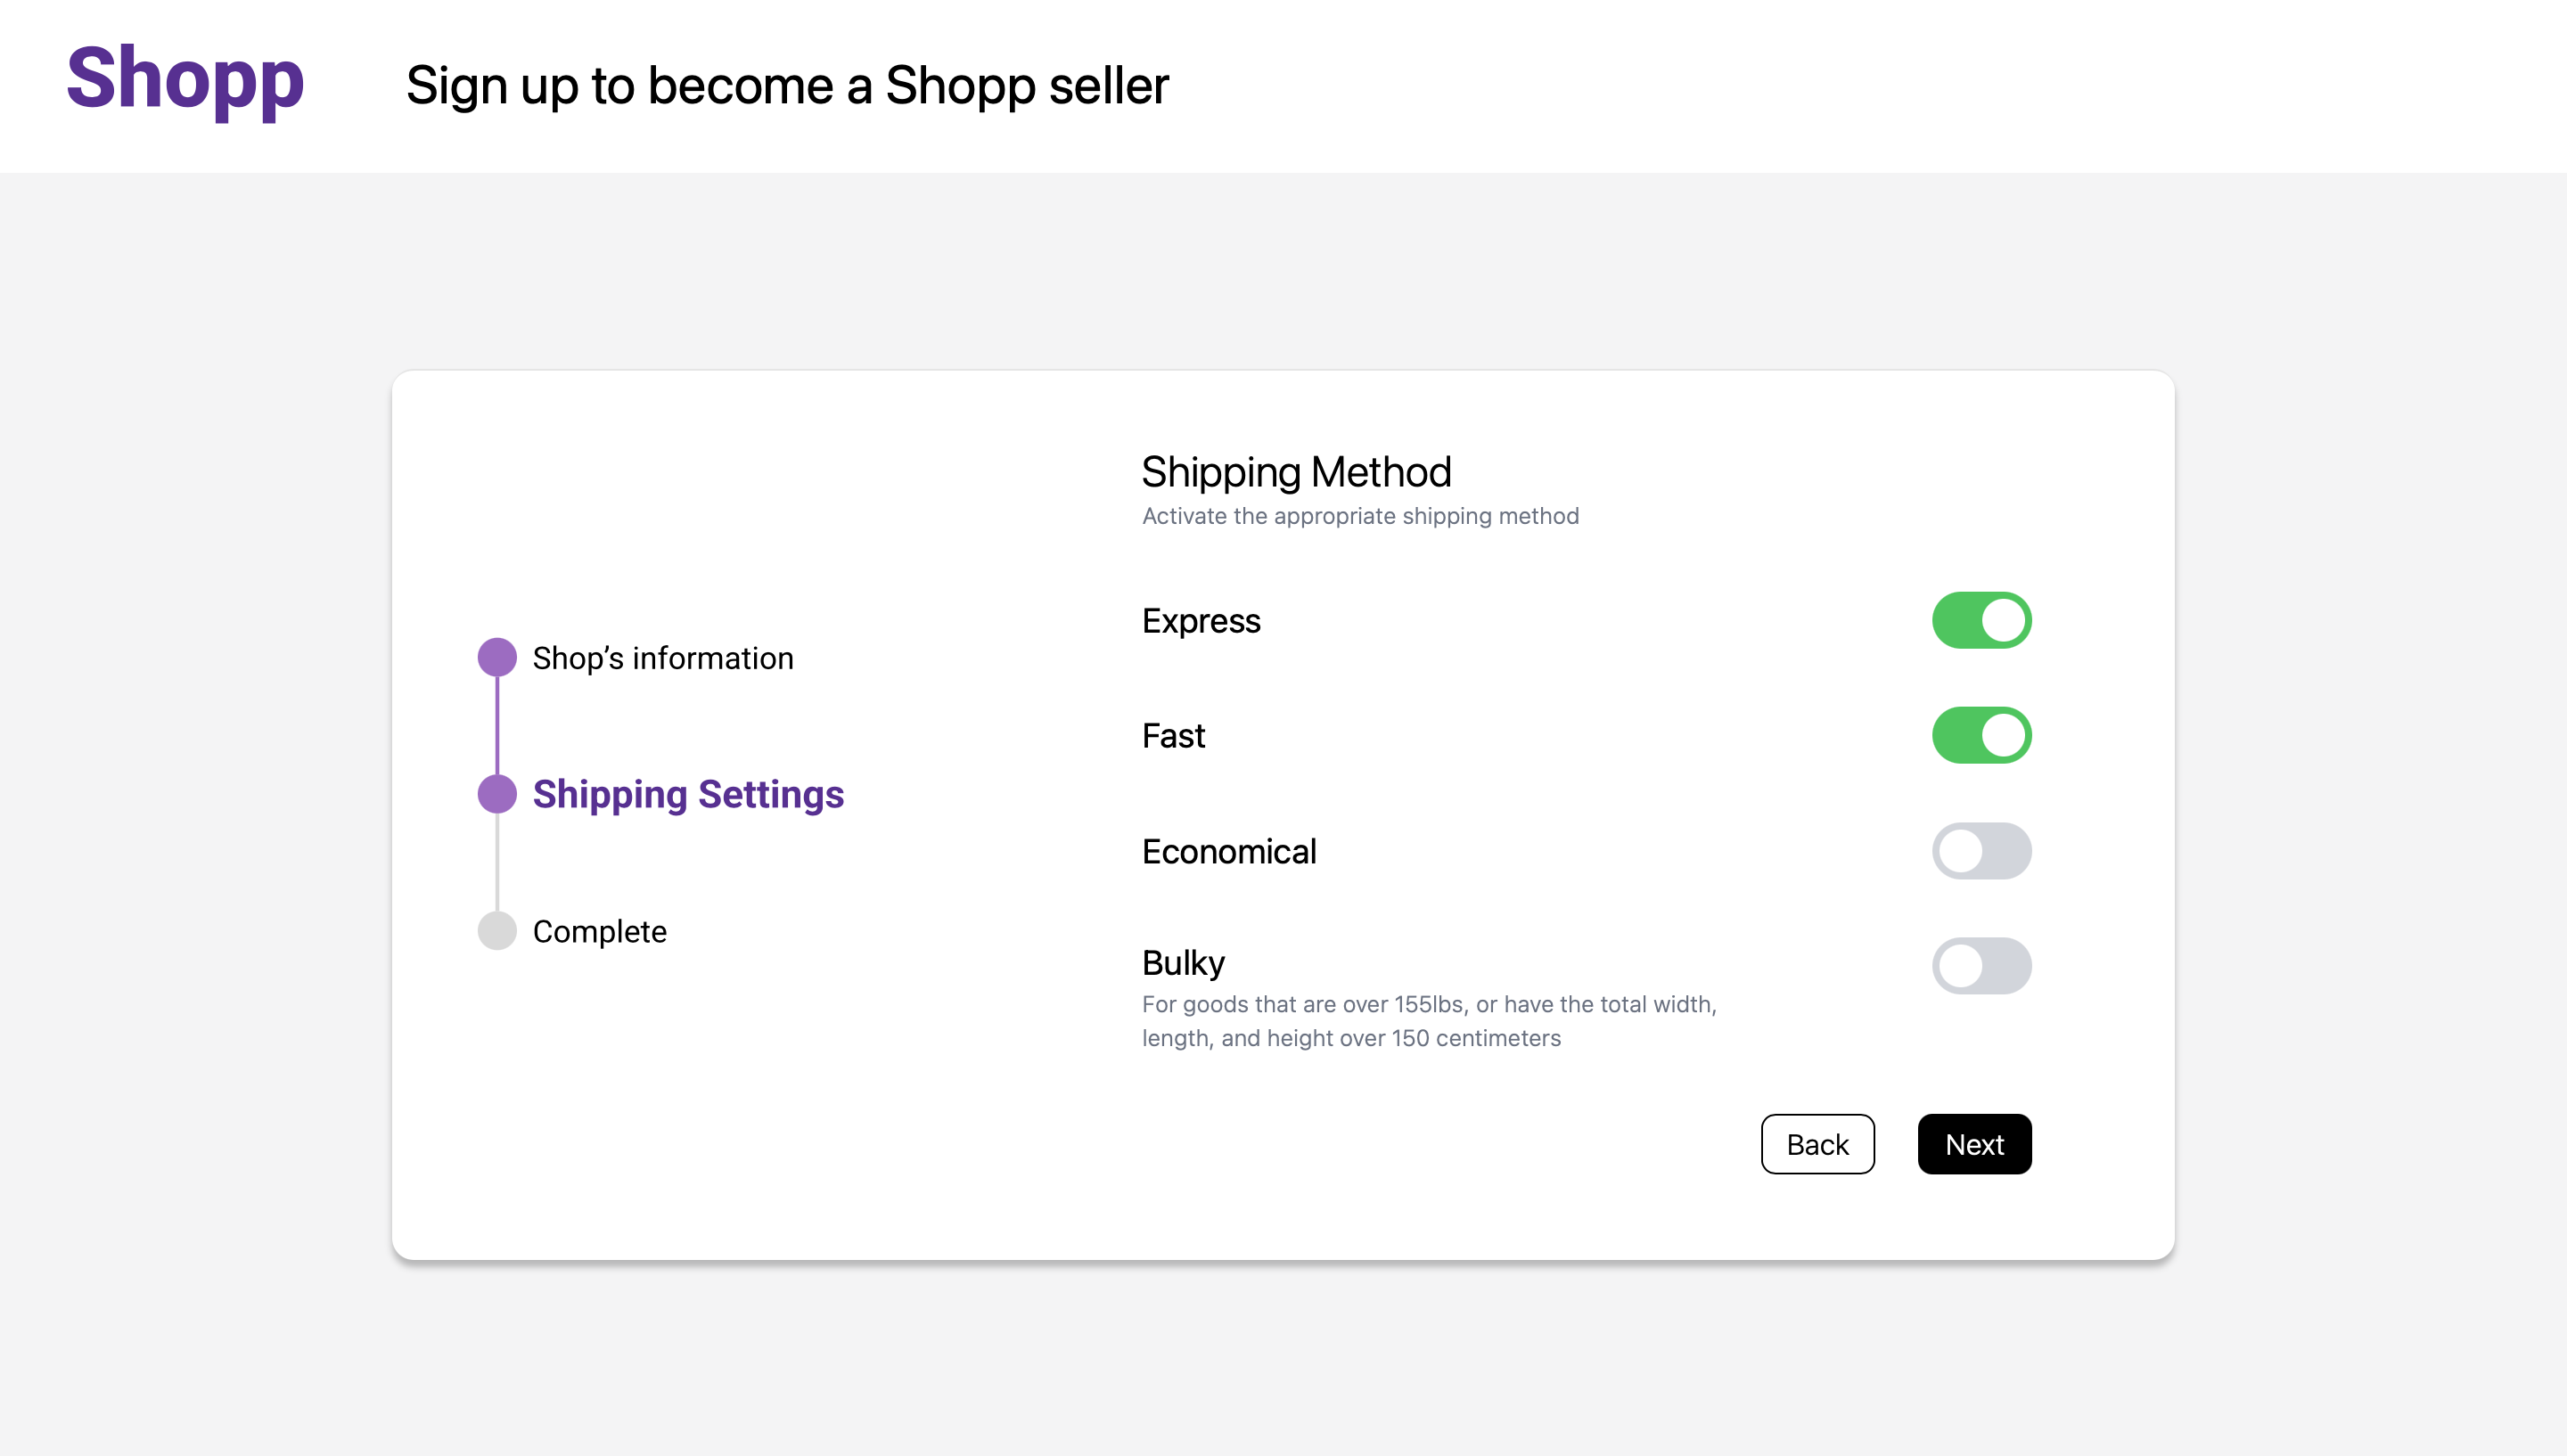 Shopp
Sign up to become a Shopp seller
Shop’s information
Shipping Settings
Complete
Shipping Method
Activate the appropriate shipping method
Express
Fast
Economical
Bulky
For goods that are over 155lbs, or have the total width,
length, and height over 150 centimeters
Back
Next